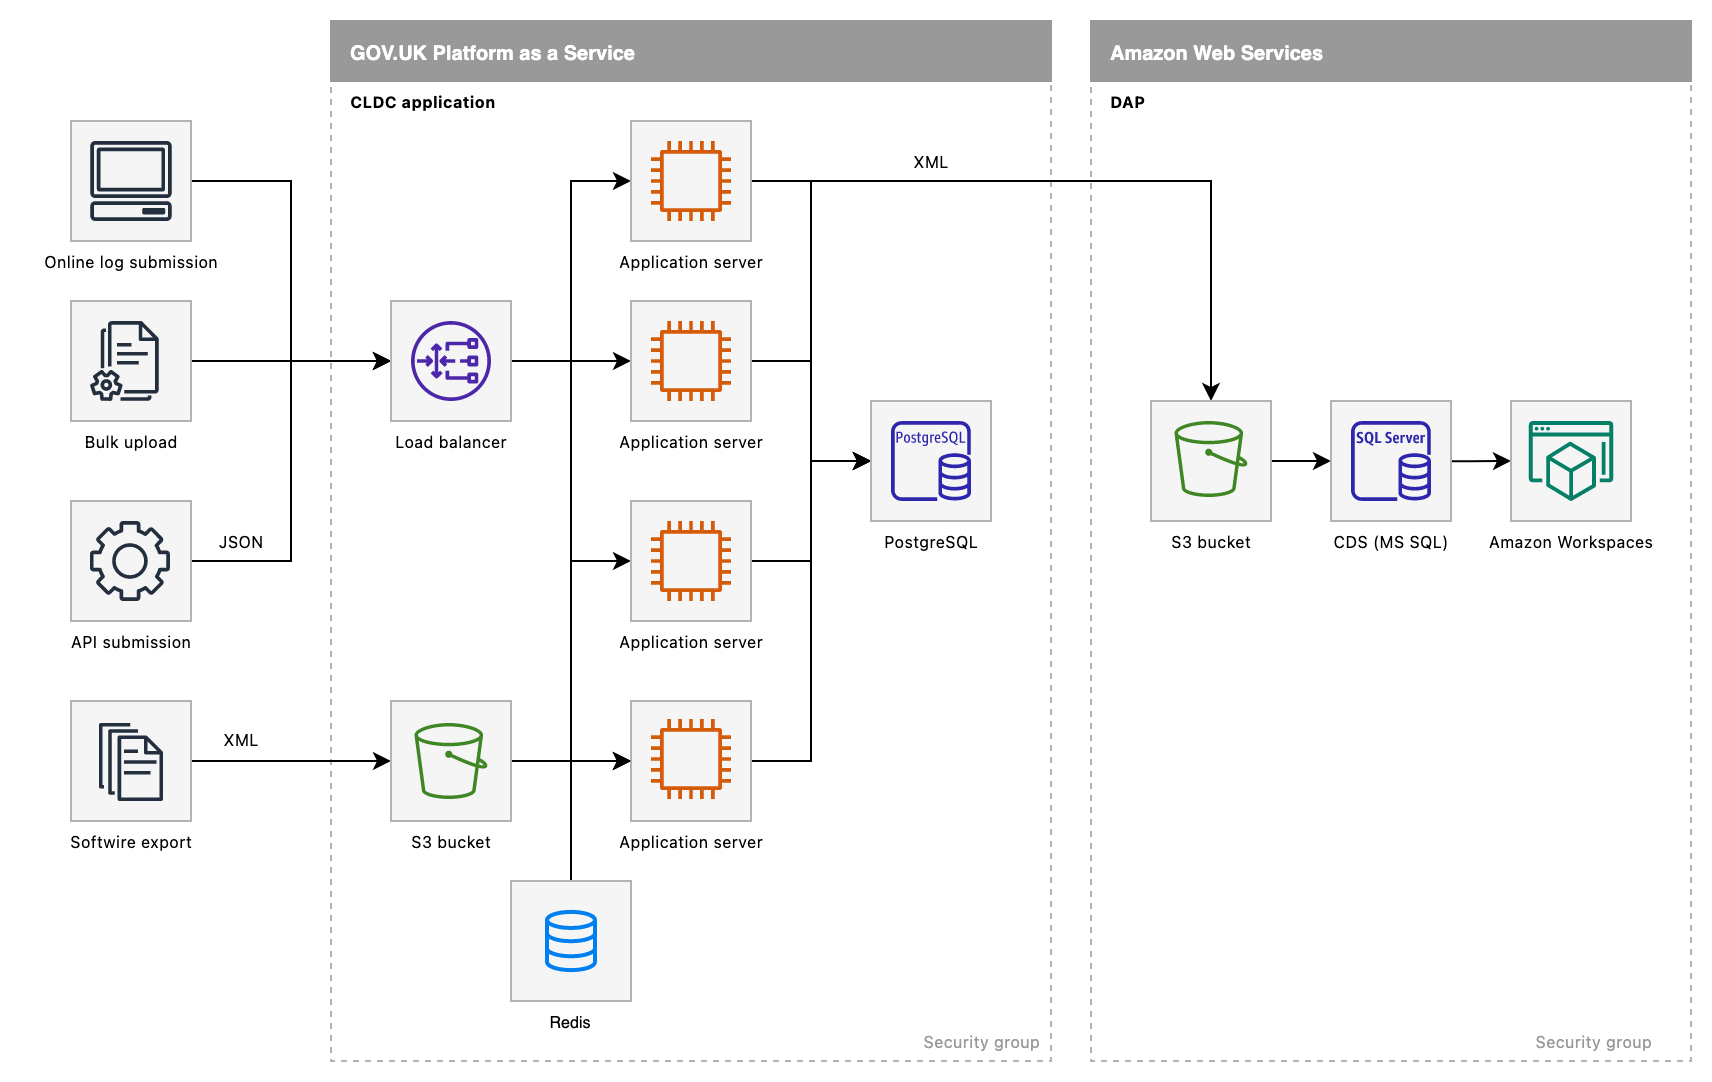 GOV.UK Platform as a Service
Amazon Web Services
CLDC application
DAP
XML
Online log submission
Application server
Bulk upload
Load balancer
Application server
PostgreSQL
SQL Server
JSON
PostgreSQL
S3 bucket
CDS (MS SQL)
Amazon Workspaces
API submission
Application server
XML
Softwire export
S3 bucket
Application server
Redis
Security group
Security group